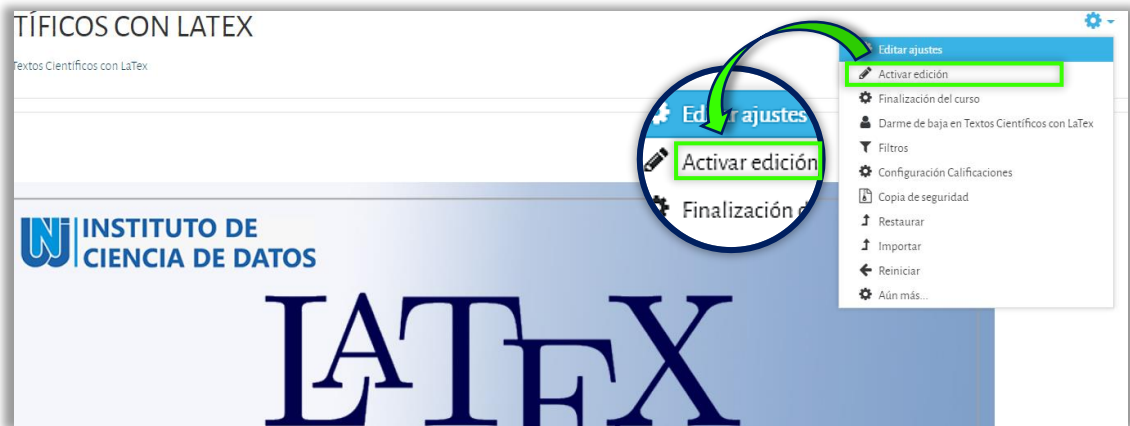 TÍFICOS CON LATEX
Textos Científicos con LaTex
Editar ajustes
Activar edición
Finalización del curso
Darme de baja en Textos Científicos con LaTex
Filtros
Configuración Calificaciones
Copia de seguridad
Restaurar
Importar
Reiniciar
Aún más...
Ed r ajustes
Activar edición
Finalización d
UNJ INSTITUTO DE
CIENCIA DE DATOS
LATEX